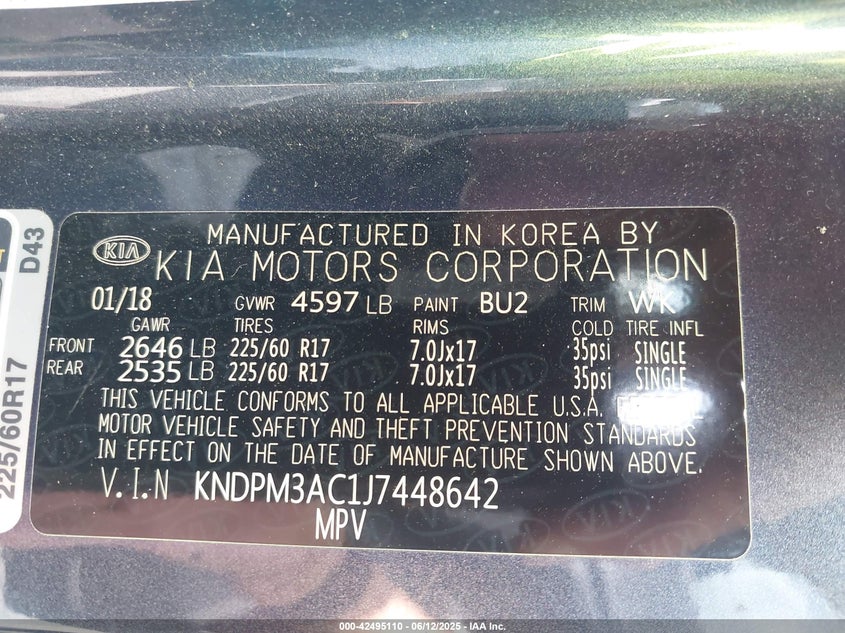 MANUFACTURED IN KOREA BY
KIA KIA MOTORS CORPORATION
01/18 GVWR 4597 LB PAINT BU2 TRIM WK
GAWR TIRES RIMS COLD TIRE INFL
FRONT 2646 LB 225/60 R17 7.0Jx17 35psi SINGLE
REAR 2535 LB 225/60 R17 7.0Jx17 35psi SINGLE
THIS VEHICLE CONFORMS TO ALL APPLICABLE U.S.A. FEDERAL
MOTOR VEHICLE SAFETY AND THEFT PREVENTION STANDARDS
IN EFFECT ON THE DATE OF MANUFACTURE SHOWN ABOVE.
V.I.N KNDPM3AC1J7448642
MPV
225/60R17 D43
000-42495110 - 06/12/2025 - IAA Inc.